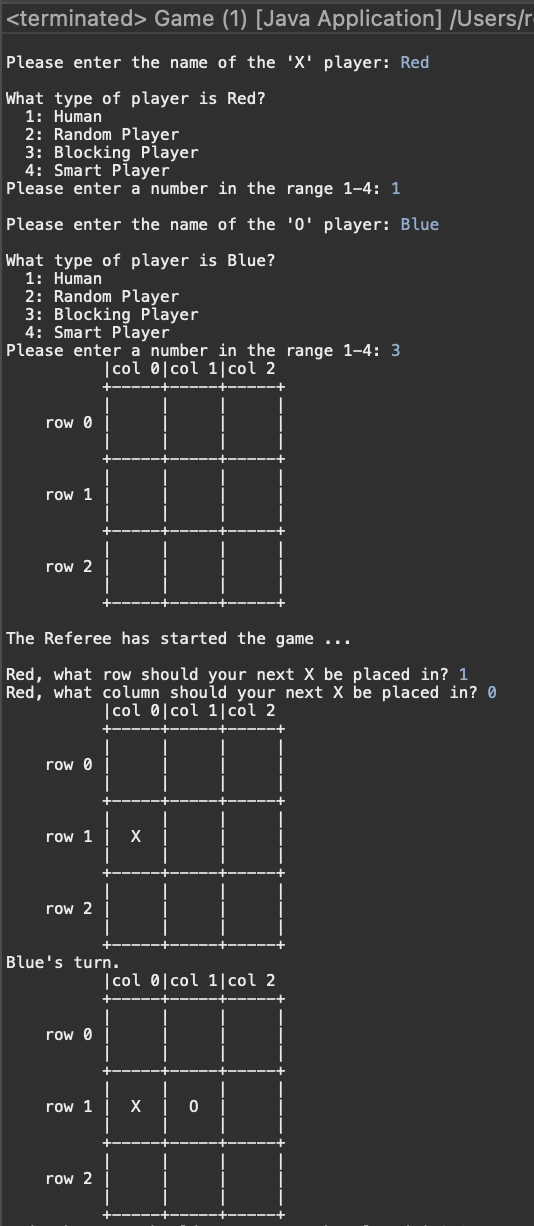 <terminated> Game (1) [Java Application] /Users/r
Please enter the name of the 'X' player: Red
What type of player is Red?
1: Human
2: Random Player
3: Blocking Player
4: Smart Player
Please enter a number in the range 1-4: 1
Please enter the name of the 'O' player: Blue
What type of player is Blue?
1: Human
2: Random Player
3: Blocking Player
4: Smart Player
Please enter a number in the range 1-4: 3
|col 0|col 1|col 2
row 0
row 1
row 2
The Referee has started the game ...
Red, what row should your next X be placed in? 1
Red, what column should your next X be placed in? 0
|col 0|col 1|col 2
row 0
row 1 | X | | |
row 2
Blue's turn.
|col 0|col 1|col 2
row 0
row 1 | X | O | |
row 2